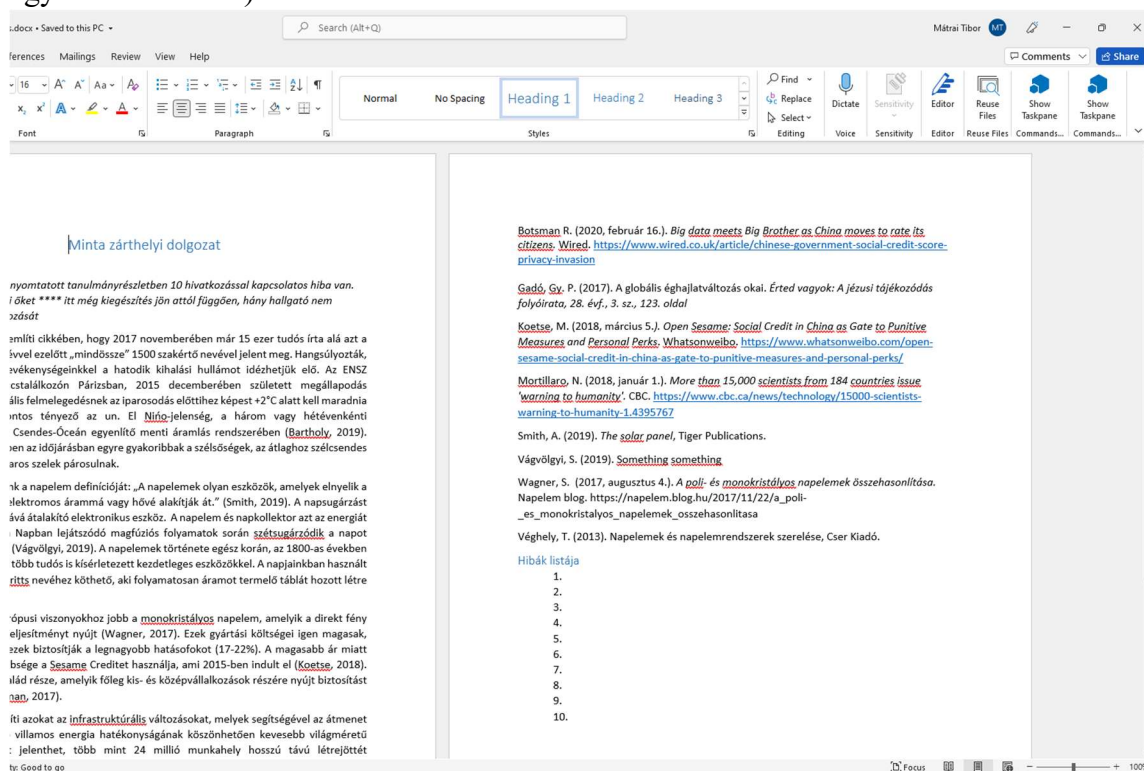 s.docx • Saved to this PC
Search (Alt+Q)
Mátrai Tibor
MT
ferences Mailings Review View Help
Comments
Share
16
Aa
Normal
No Spacing
Heading 1
Heading 2
Heading 3
Find
Replace
Select
Dictate
Sensitivity
Editor
Reuse
Files
Show
Taskpane
Show
Taskpane
Font
Paragraph
Styles
Editing
Voice
Sensitivity
Editor
Reuse Files
Commands...
Commands...
Minta zárthelyi dolgozat
nyomtatott tanulmányrészletben 10 hivatkozással kapcsolatos hiba van.
i őket **** itt még kiegészítés jön attól függően, hány hallgató nem
ozását
említi cikkében, hogy 2017 novemberében már 15 ezer tudós írta alá azt a
évvel ezelőtt „mindössze" 1500 szakértő nevével jelent meg. Hangsúlyozták,
evékenységeinkkel a hatodik kihalási hullámot idézhetjük elő. Az ENSZ
cstalálkozón Párizsban, 2015 decemberében született megállapodás
ális felmelegedésnek az iparosodás előttihez képest +2°C alatt kell maradnia
ontos tényező az un. El Nińo-jelenség, a három vagy hétévenkénti
Csendes-Óceán egyenlítő menti áramlás rendszerében (Bartholy, 2019).
ben az időjárásban egyre gyakoribbak a szélsőségek, az átlaghoz szélcsendes
aros szelek párosulnak.
nk a napelem definícióját: „A napelemek olyan eszközök, amelyek elnyelik a
elektromos árammá vagy hővé alakítják át." (Smith, 2019). A napsugárzást
ává átalakító elektronikus eszköz. A napelem és napkollektor azt az energiát
Napban lejátszódó magfúziós folyamatok során szétsugárzódik a napot
(Vágvölgyi, 2019). A napelemek története egész korán, az 1800-as években
több tudós is kísérletezett kezdetleges eszközökkel. A napjainkban használt
ritts nevéhez köthető, aki folyamatosan áramot termelő táblát hozott létre
rópusi viszonyokhoz jobb a monokristályos napelem, amelyik a direkt fény
eljesítményt nyújt (Wagner, 2017). Ezek gyártási költségei igen magasak,
ezek biztosítják a legnagyobb hatásofokot (17-22%). A magasabb ár miatt
bsége a Sesame Creditet használja, ami 2015-ben indult el (Koetse, 2018).
alád része, amelyik főleg kis- és középvállalkozások részére nyújt biztosítást
nan, 2017).
íti azokat az infrastruktúrális változásokat, melyek segítségével az átmenet
villamos energia hatékonyságának köszönhetően kevesebb világméretű
jelenthet, több mint 24 millió munkahely hosszú távú létrejöttét
Botsman R. (2020, február 16.). Big data meets Big Brother as China moves to rate its
citizens. Wired. https://www.wired.co.uk/article/chinese-government-social-credit-score-
privacy-invasion
Gadó, Gy. P. (2017). A globális éghajlatváltozás okai. Érted vagyok: A jézusi tájékozódás
folyóirata, 28. évf., 3. sz., 123. oldal
Koetse, M. (2018, március 5.). Open Sesame: Social Credit in China as Gate to Punitive
Measures and Personal Perks. Whatsonweibo. https://www.whatsonweibo.com/open-
sesame-social-credit-in-china-as-gate-to-punitive-measures-and-personal-perks/
Mortillaro, N. (2018, január 1.). More than 15,000 scientists from 184 countries issue
'warning to humanity'. CBC. https://www.cbc.ca/news/technology/15000-scientists-
warning-to-humanity-1.4395767
Smith, A. (2019). The solar panel, Tiger Publications.
Vágvölgyi, S. (2019). Something something
Wagner, S. (2017, augusztus 4.). A poli- és monokristályos napelemek összehasonlítása.
Napelem blog. https://napelem.blog.hu/2017/11/22/a_poli-
_es_monokristalyos_napelemek_osszehasonlitasa
Véghely, T. (2013). Napelemek és napelemrendszerek szerelése, Cser Kiadó.
Hibák listája
1.
2.
3.
4.
5.
6.
7.
8.
9.
10.
ty: Good to go
Focus